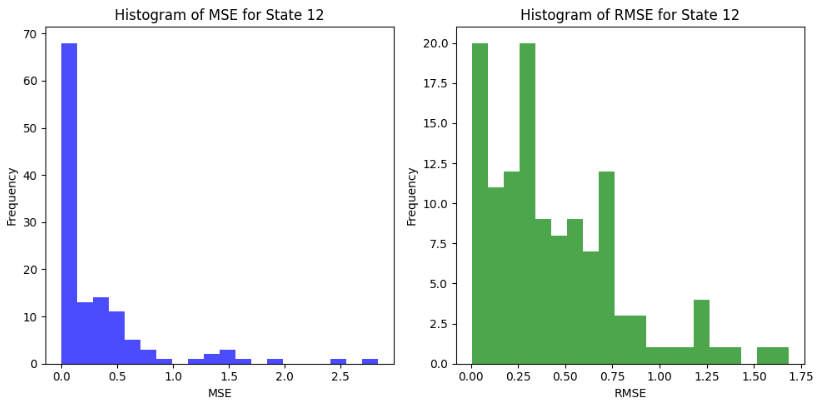 Histogram of MSE for State 12
70
60
50
40
30
20
10
0
Frequency
0.0 0.5 1.0 1.5 2.0 2.5
MSE
Histogram of RMSE for State 12
20.0
17.5
15.0
12.5
10.0
7.5
5.0
2.5
0.0
Frequency
0.00 0.25 0.50 0.75 1.00 1.25 1.50 1.75
RMSE